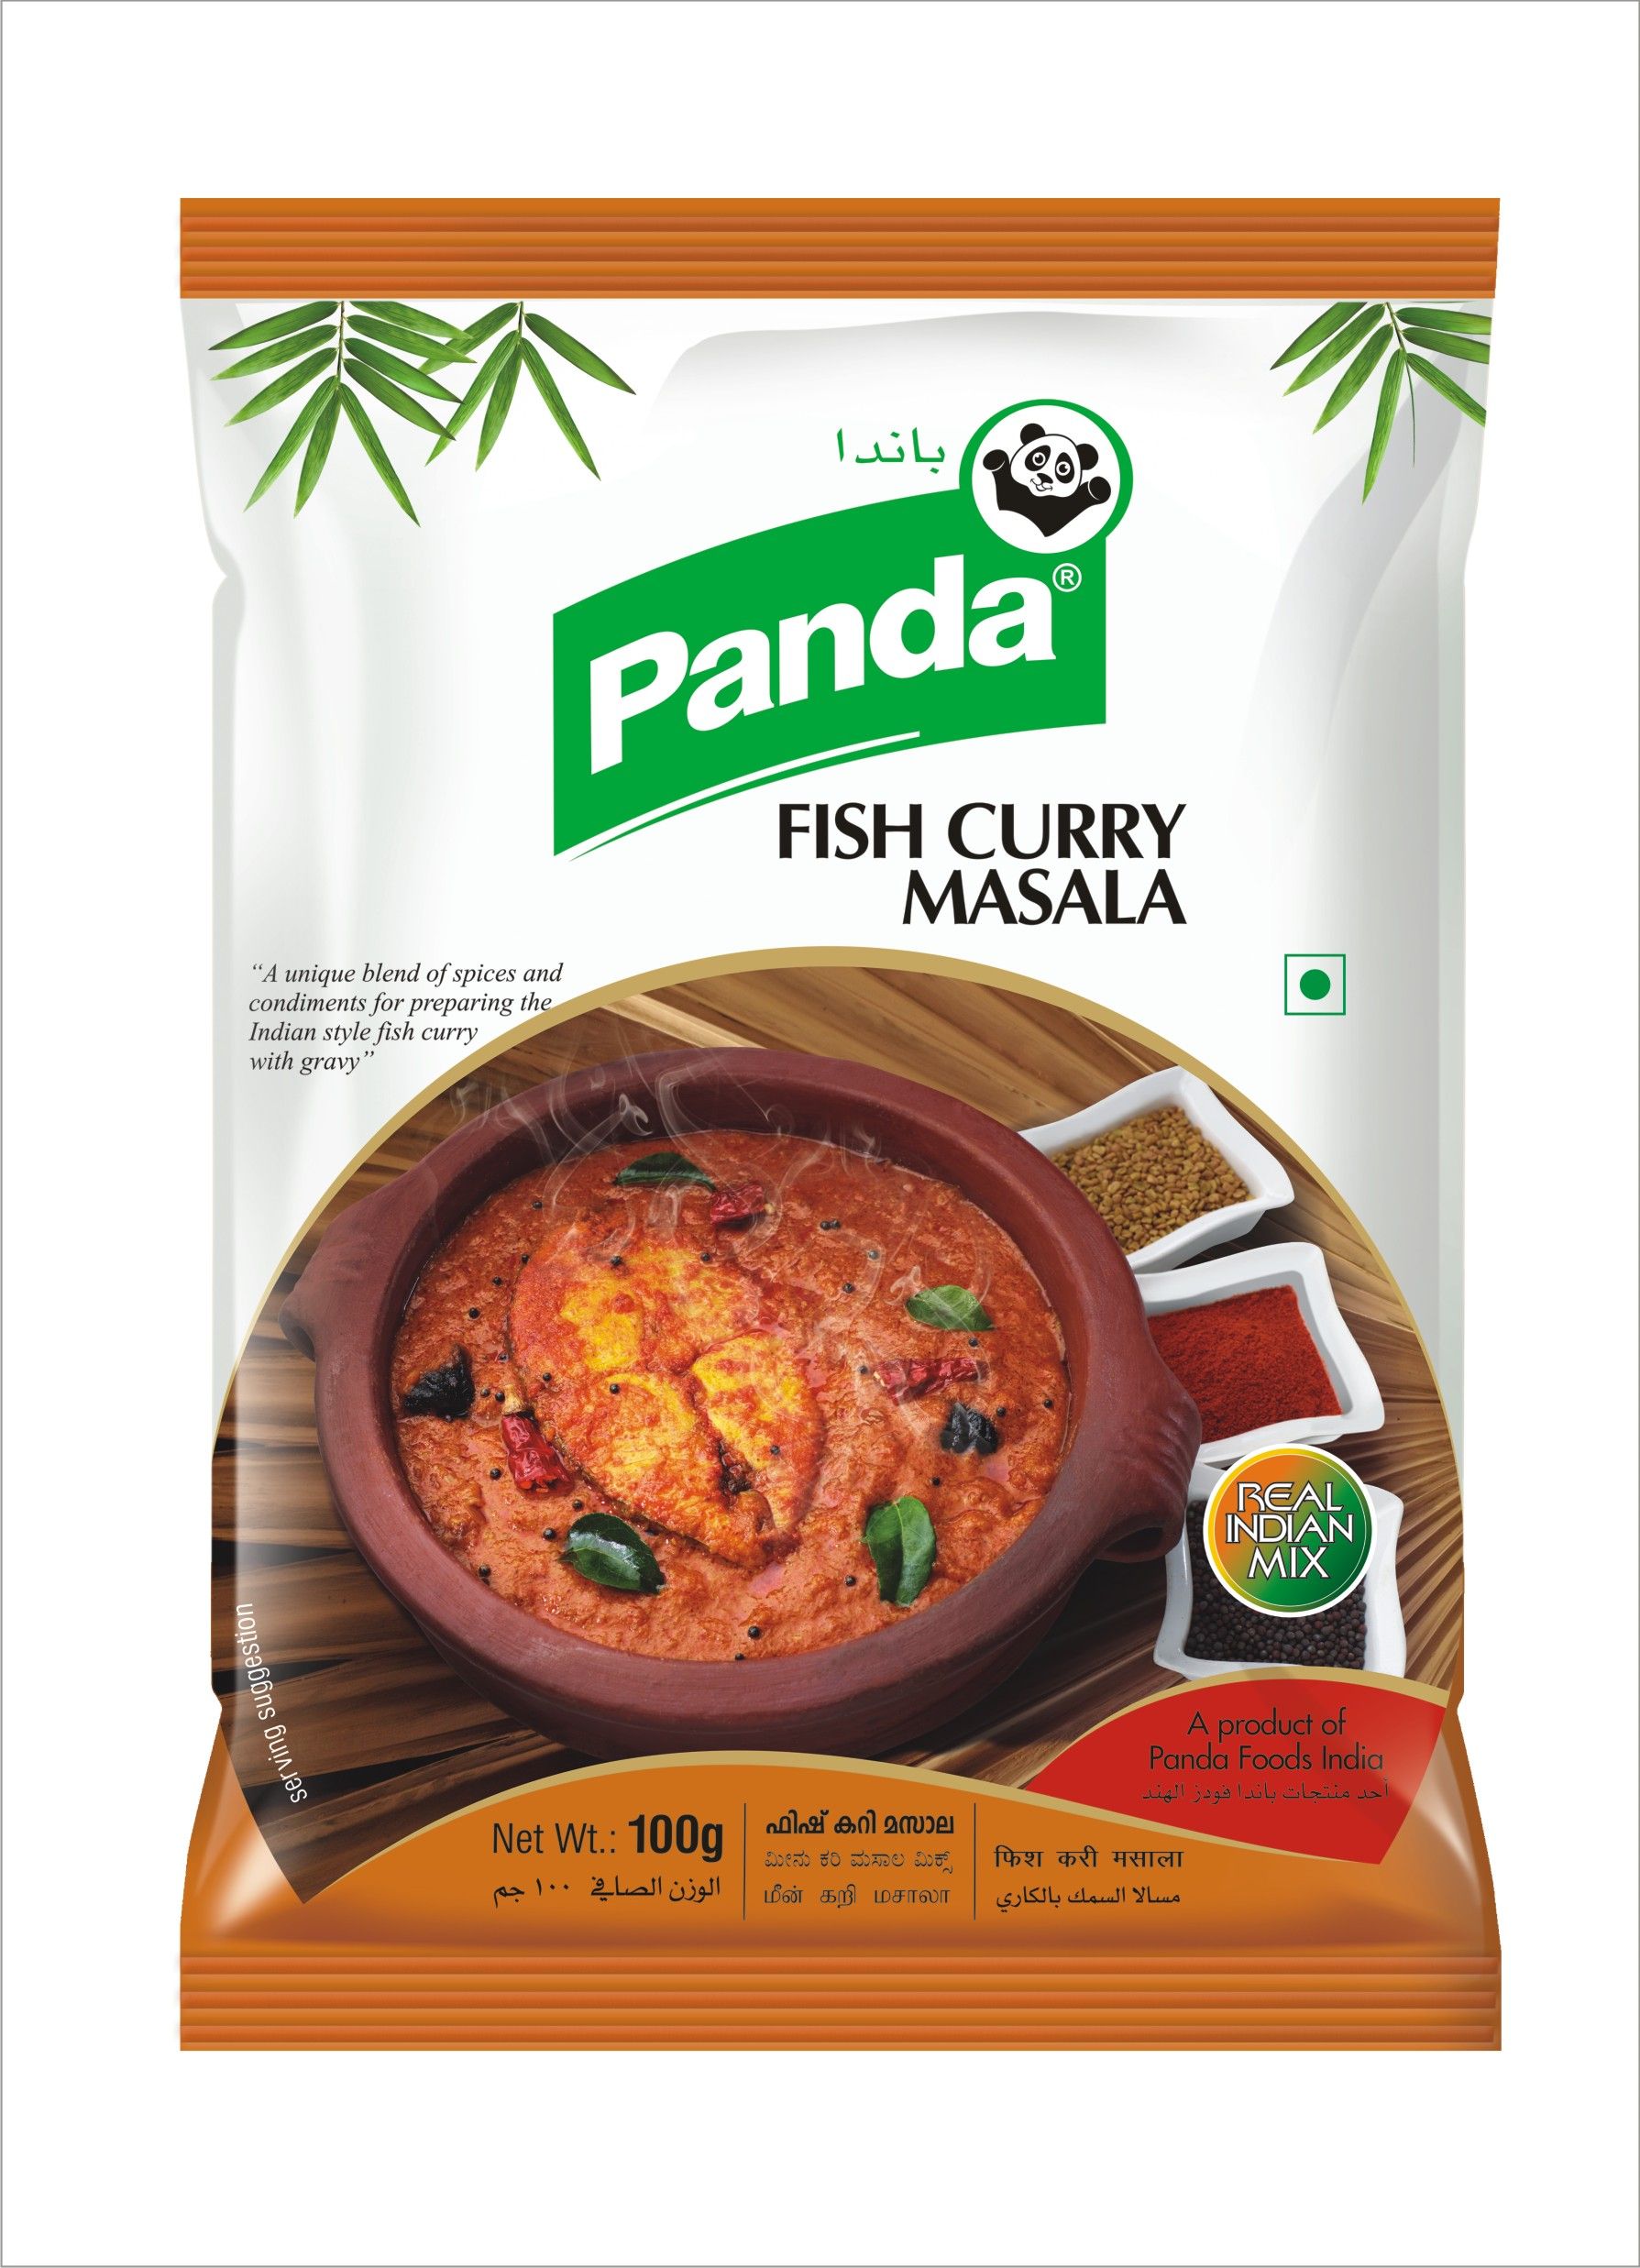 باندا
Panda®
FISH CURRY
MASALA
“A unique blend of spices and
condiments for preparing the
Indian style fish curry
with gravy”
REAL
INDIAN
MIX
serving suggestion
A product of
Panda Foods India
أحد منتجات باندا فودز الهند
Net Wt.: 100g
الوزن الصافي ١٠٠ جم
ഫിഷ് കറി മസാല
ಮೀನು ಕರಿ ಮಸಾಲ ಮಿಕ್ಸ್
மீன் கறி மசாலா
फिश करी मसाला
مسالا السمك بالكاري